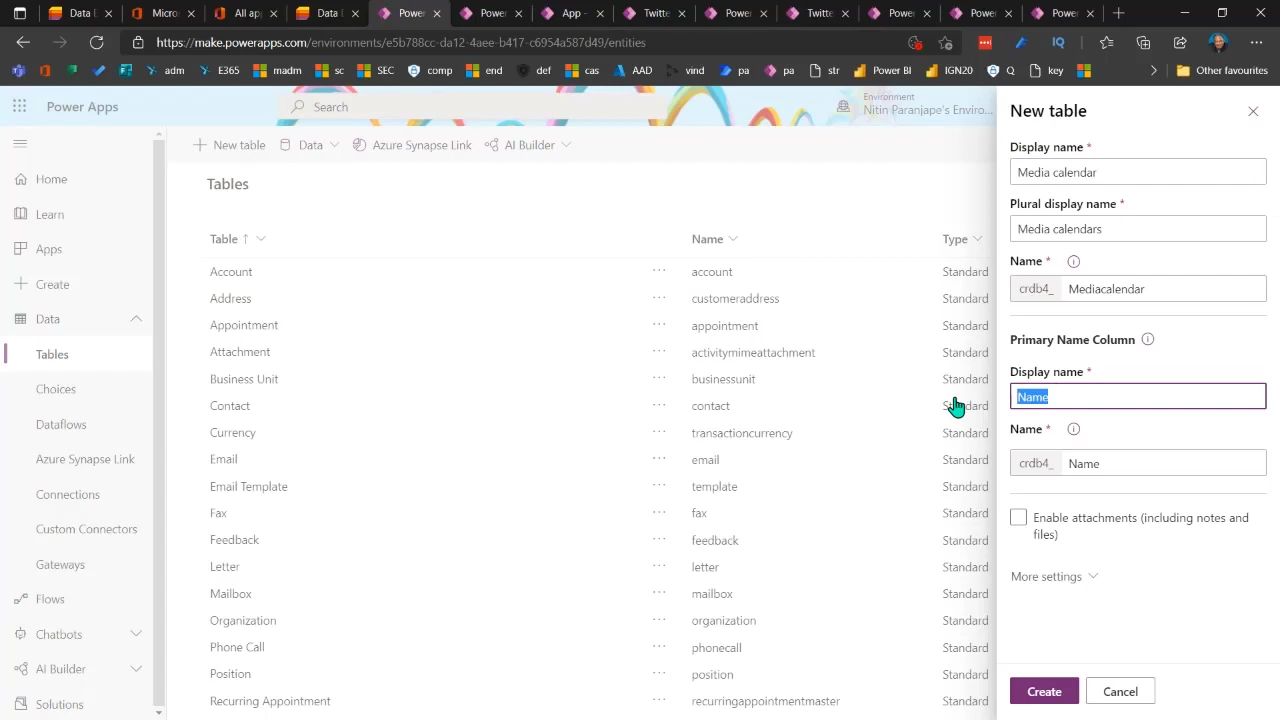 Data
Micros
All app
Data
Power
Power
App -
Twitte
Power
Twitte
Power
Power
Power
https://make.powerapps.com/environments/e5b788cc-da12-4aee-b417-c6954a587d49/entities
IQ
adm
E365
madm
sc
SEC
comp
end
def
cas
AAD
vind
pa
pa
str
Power BI
IGN20
Q
key
Other favourites
Power Apps
Search
Environment
Nitin Paranjape's Enviro...
New table
Data
Azure Synapse Link
AI Builder
Home
Learn
Apps
Create
Data
Tables
Choices
Dataflows
Azure Synapse Link
Connections
Custom Connectors
Gateways
Flows
Chatbots
AI Builder
Solutions
Tables
Table ↑ Name Type
Account ··· account Standard
Address ··· customeraddress Standard
Appointment ··· appointment Standard
Attachment ··· activitymimeattachment Standard
Business Unit ··· businessunit Standard
Contact ··· contact Standard
Currency ··· transactioncurrency Standard
Email ··· email Standard
Email Template ··· template Standard
Fax ··· fax Standard
Feedback ··· feedback Standard
Letter ··· letter Standard
Mailbox ··· mailbox Standard
Organization ··· organization Standard
Phone Call ··· phonecall Standard
Position ··· position Standard
Recurring Appointment ··· recurringappointmentmaster Standard
New table
Display name *
Media calendar
Plural display name *
Media calendars
Name *
crdb4_ Mediacalendar
Primary Name Column
Display name *
Name
Name *
crdb4_ Name
Enable attachments (including notes and
files)
More settings
Create Cancel